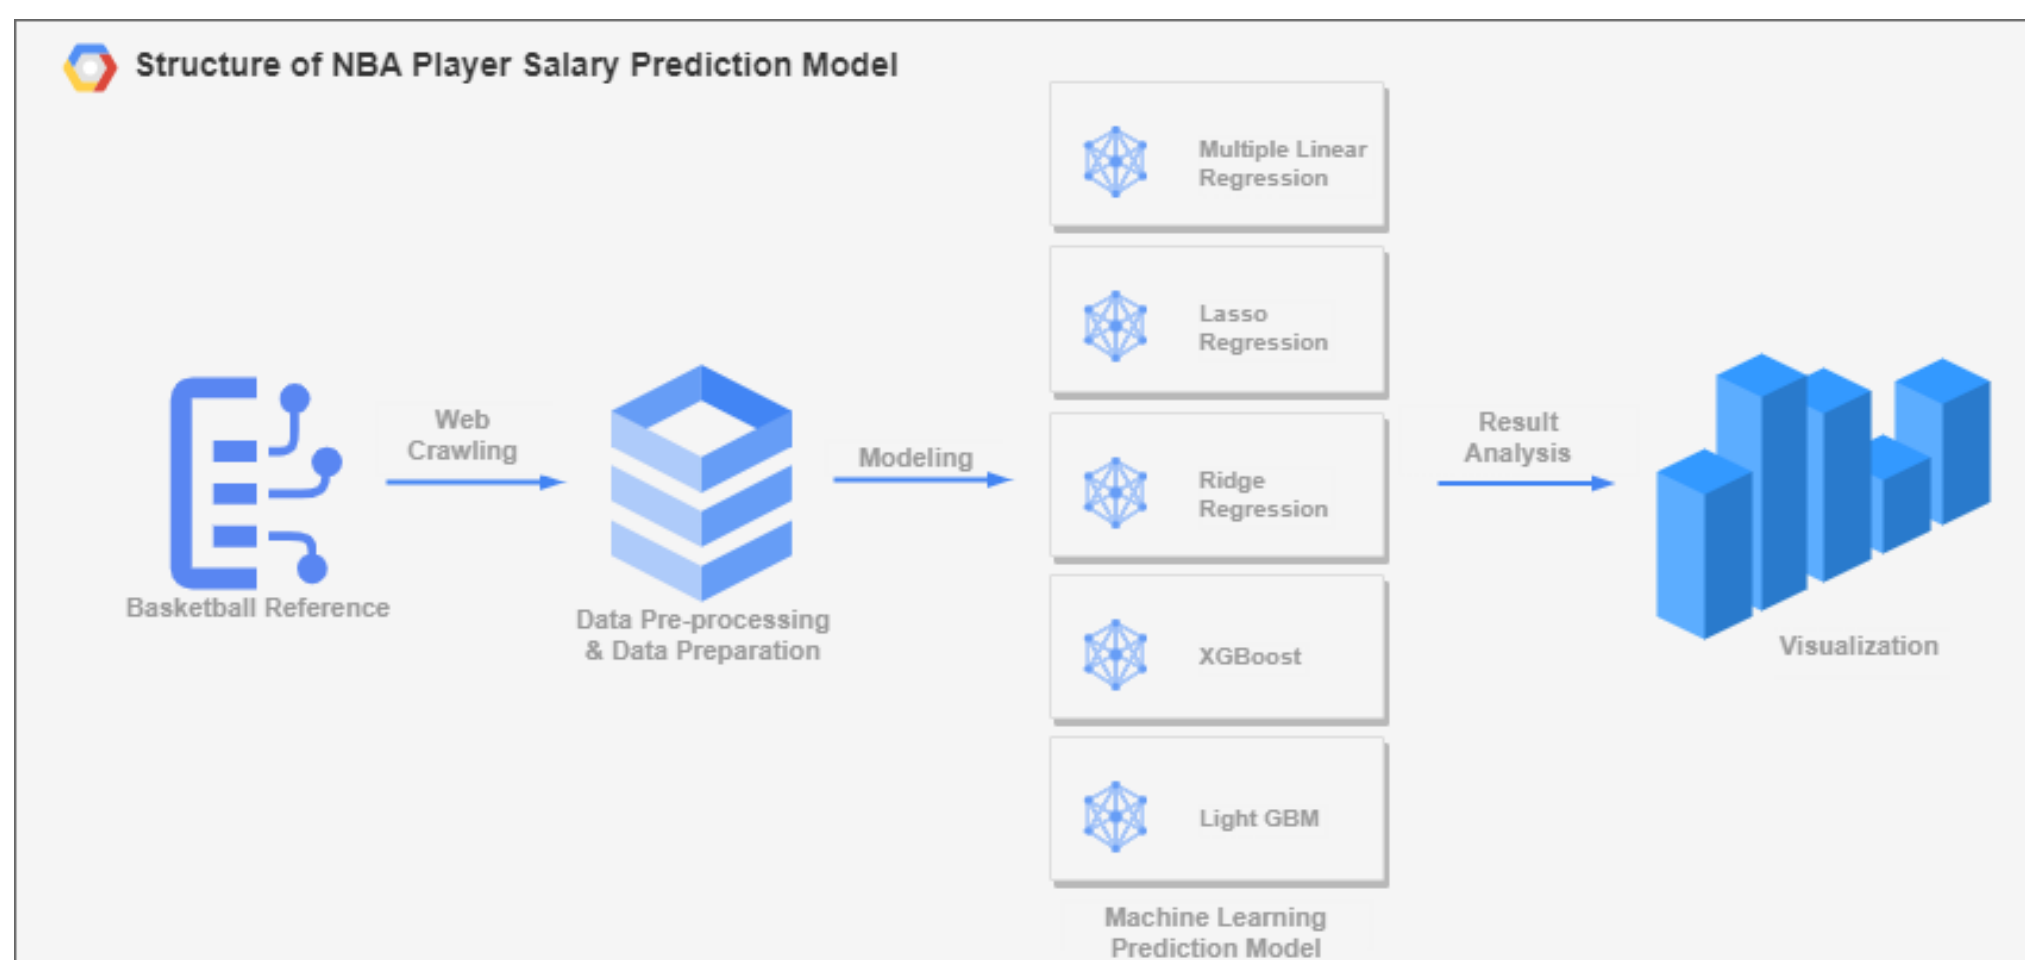 Structure of NBA Player Salary Prediction Model
Basketball Reference
Web
Crawling
Data Pre-processing
& Data Preparation
Modeling
Multiple Linear
Regression
Lasso
Regression
Ridge
Regression
XGBoost
Light GBM
Machine Learning
Prediction Model
Result
Analysis
Visualization